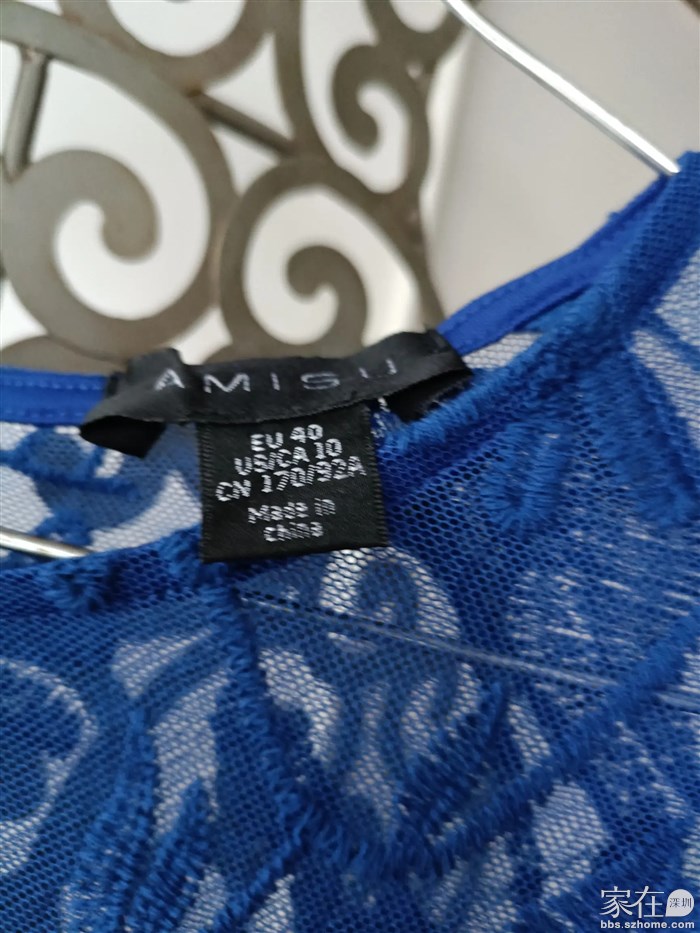 AMISU
EU 40
US/CA 10
CN 170/92A
Made in
china
家在 深圳
bbs.szhome.com